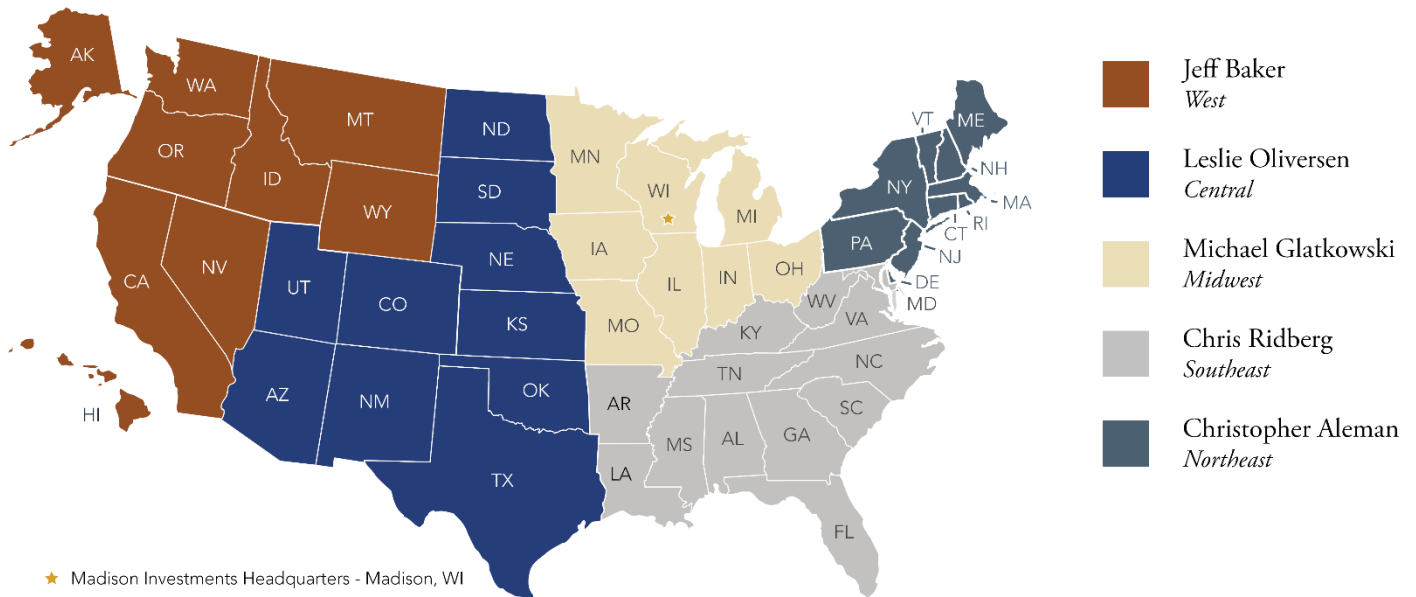 AK
WA
MT
ND
MN
VT
ME
OR
ID
SD
WI
MI
NY
NH
MA
WY
IA
PA
CT
RI
NJ
CA
NV
UT
CO
NE
IL
IN
OH
DE
MD
KS
MO
WV
VA
KY
AZ
NM
OK
AR
TN
NC
SC
HI
TX
LA
MS
AL
GA
FL
Madison Investments Headquarters - Madison, WI
Jeff Baker
West
Leslie Oliversen
Central
Michael Glatkowski
Midwest
Chris Ridberg
Southeast
Christopher Aleman
Northeast